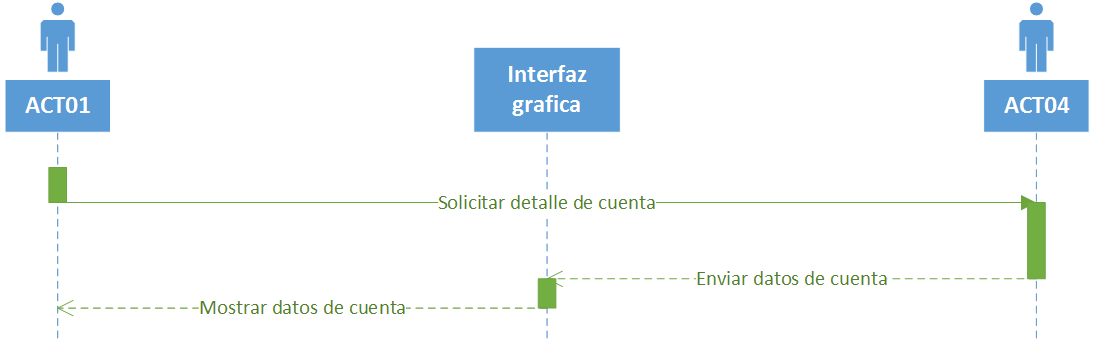 Interfaz
grafica
ACT01
ACT04
Solicitar detalle de cuenta
Enviar datos de cuenta
Mostrar datos de cuenta